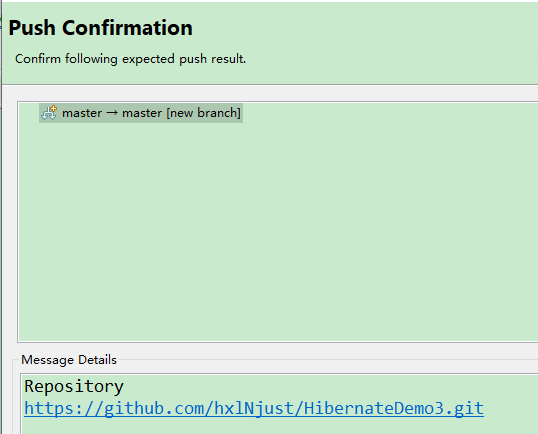 Push Confirmation
Confirm following expected push result.
master → master [new branch]
Message Details
Repository
https://github.com/hxlNjust/HibernateDemo3.git